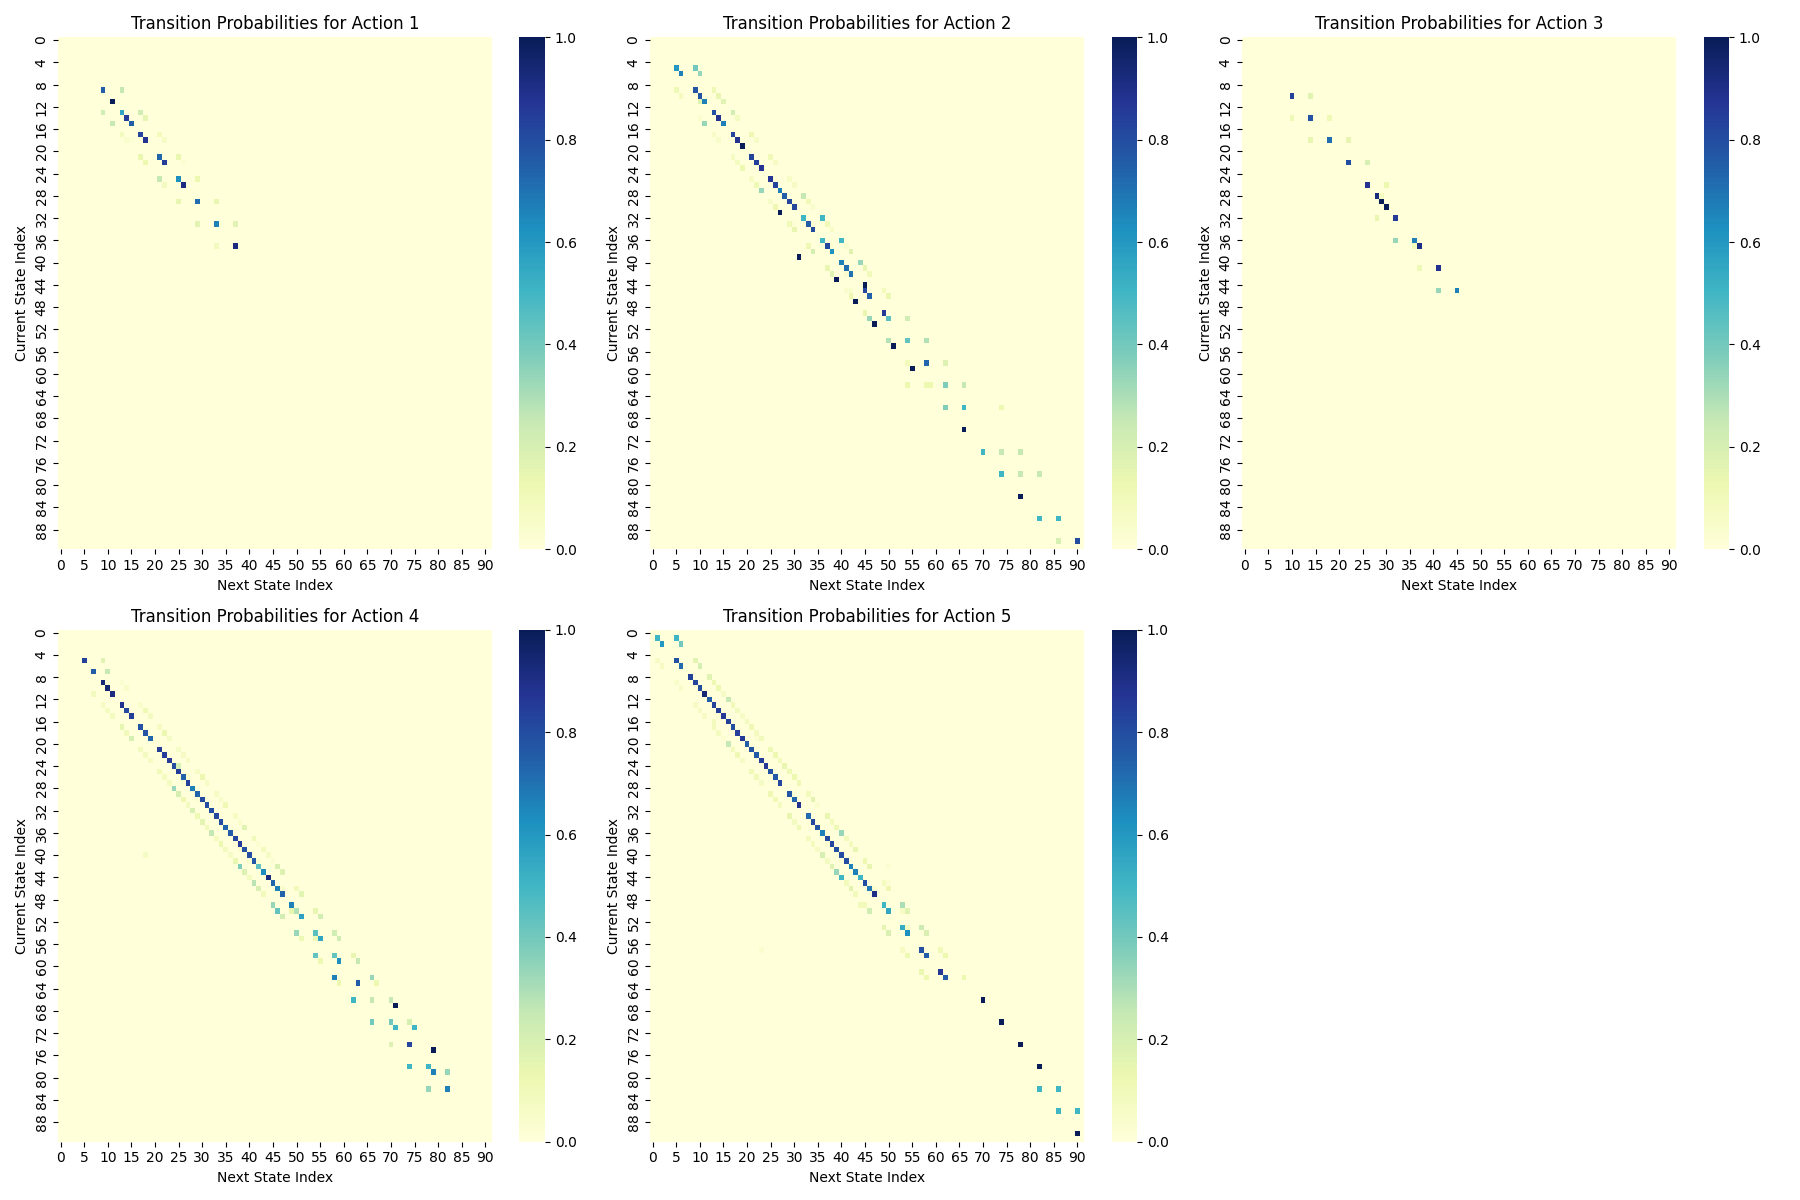 Transition Probabilities for Action 1
Current State Index
0 4 8 12 16 20 24 28 32 36 40 44 48 52 56 60 64 68 72 76 80 84 88
0 5 10 15 20 25 30 35 40 45 50 55 60 65 70 75 80 85 90
Next State Index
1.0
0.8
0.6
0.4
0.2
0.0
Transition Probabilities for Action 2
Current State Index
0 4 8 12 16 20 24 28 32 36 40 44 48 52 56 60 64 68 72 76 80 84 88
0 5 10 15 20 25 30 35 40 45 50 55 60 65 70 75 80 85 90
Next State Index
1.0
0.8
0.6
0.4
0.2
0.0
Transition Probabilities for Action 3
Current State Index
0 4 8 12 16 20 24 28 32 36 40 44 48 52 56 60 64 68 72 76 80 84 88
0 5 10 15 20 25 30 35 40 45 50 55 60 65 70 75 80 85 90
Next State Index
1.0
0.8
0.6
0.4
0.2
0.0
Transition Probabilities for Action 4
Current State Index
0 4 8 12 16 20 24 28 32 36 40 44 48 52 56 60 64 68 72 76 80 84 88
0 5 10 15 20 25 30 35 40 45 50 55 60 65 70 75 80 85 90
Next State Index
1.0
0.8
0.6
0.4
0.2
0.0
Transition Probabilities for Action 5
Current State Index
0 4 8 12 16 20 24 28 32 36 40 44 48 52 56 60 64 68 72 76 80 84 88
0 5 10 15 20 25 30 35 40 45 50 55 60 65 70 75 80 85 90
Next State Index
1.0
0.8
0.6
0.4
0.2
0.0